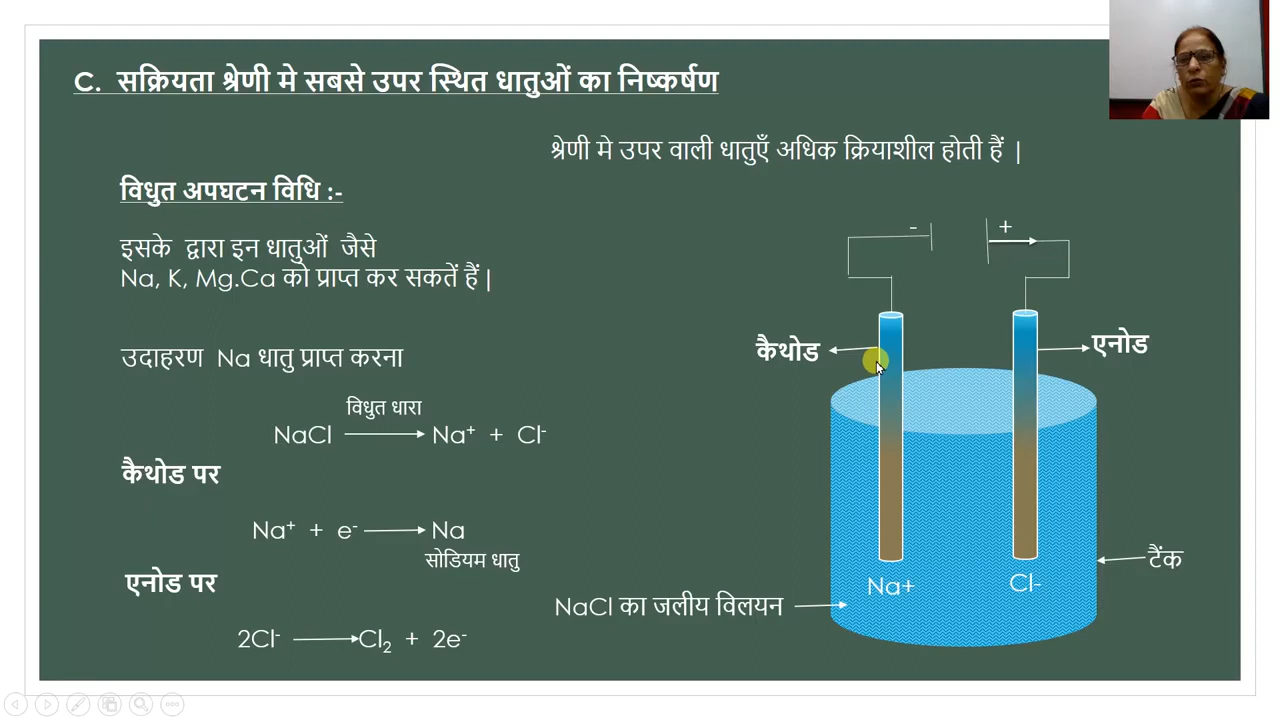 C. सक्रियता श्रेणी मे सबसे उपर स्थित धातुओं का निष्कर्षण
श्रेणी मे उपर वाली धातुएँ अधिक क्रियाशील होती हैं |
विधुत अपघटन विधि :-
इसके द्वारा इन धातुओं जैसे
Na, K, Mg.Ca को प्राप्त कर सकतें हैं |
- +
कैथोड
एनोड
उदाहरण Na धातु प्राप्त करना
विधुत धारा
NaCl ⟶ Na⁺ + Cl⁻
कैथोड पर
Na⁺ + e⁻ ⟶ Na
सोडियम धातु
एनोड पर
2Cl⁻ ⟶ Cl₂ + 2e⁻
टैंक
Na+ Cl-
NaCl का जलीय विलयन